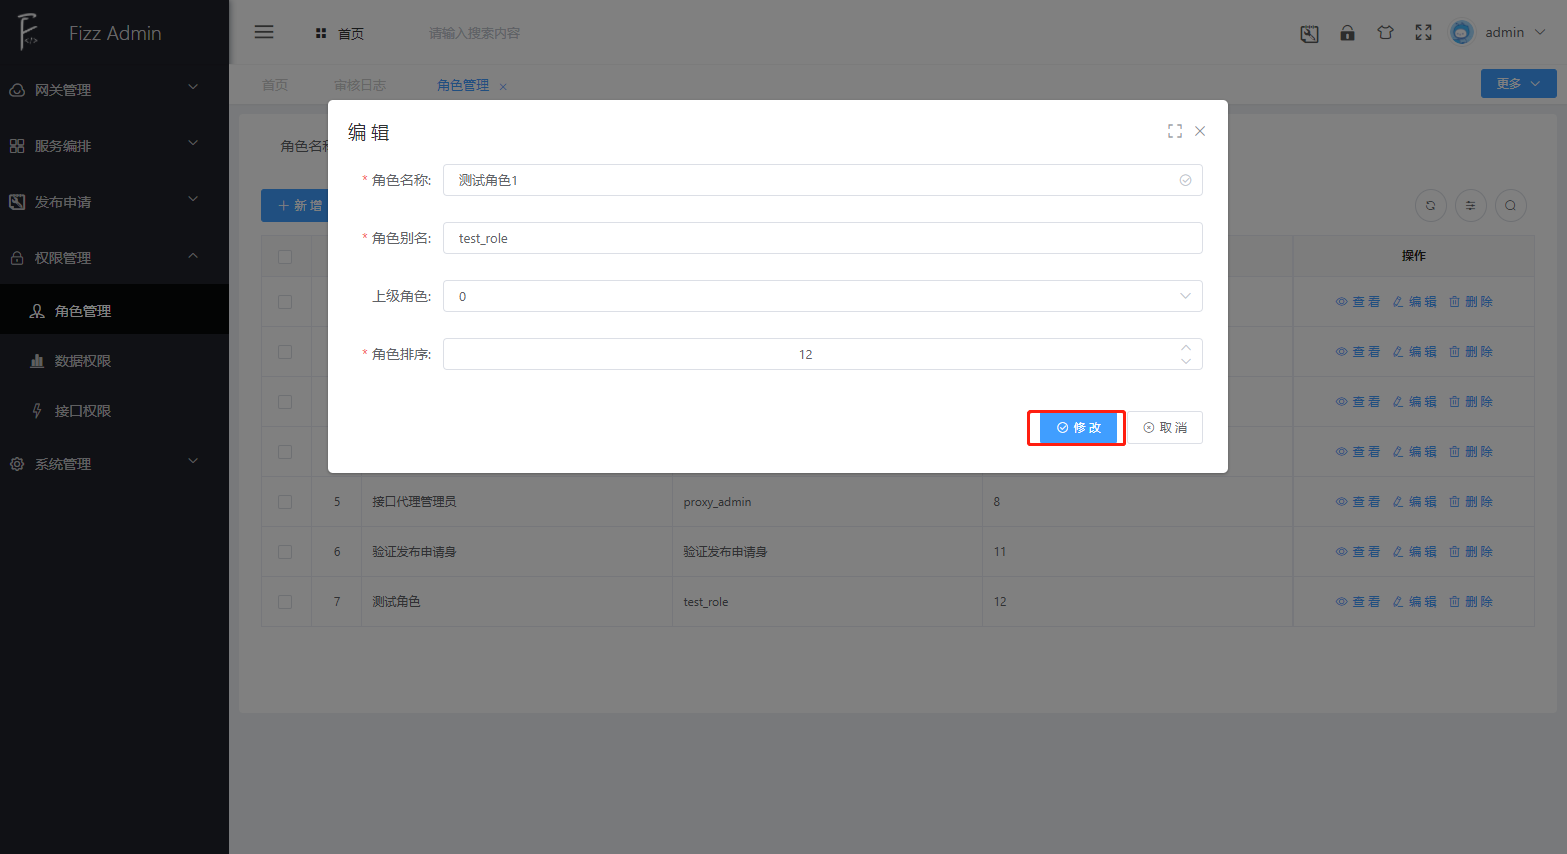 Fizz Admin
首页
请输入搜索内容
admin
首页
审核日志
角色管理
更多
网关管理
服务编排
发布申请
权限管理
角色管理
数据权限
接口权限
系统管理
角色名称
新 增
编 辑
* 角色名称: 测试角色1
* 角色别名: test_role
上级角色: 0
* 角色排序: 12
修 改 取 消
操作
查 看 编 辑 删 除
查 看 编 辑 删 除
查 看 编 辑 删 除
查 看 编 辑 删 除
5 接口代理管理员 proxy_admin 8 查 看 编 辑 删 除
6 验证发布申请身 验证发布申请身 11 查 看 编 辑 删 除
7 测试角色 test_role 12 查 看 编 辑 删 除